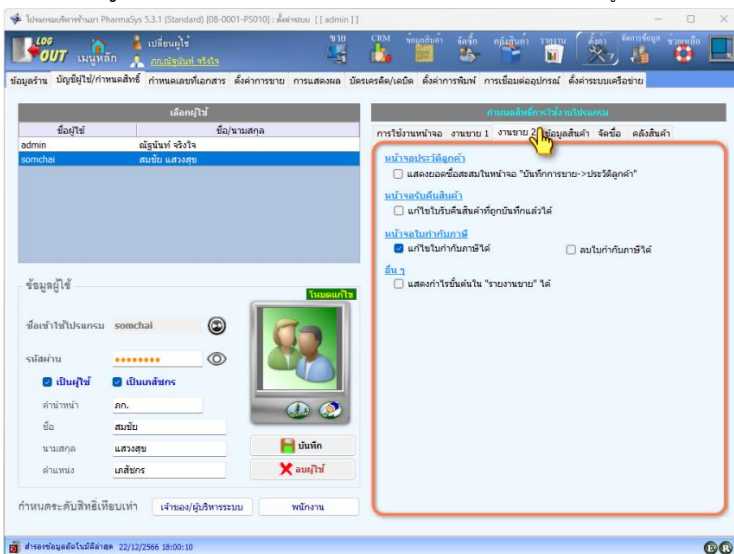 โปรแกรมบริหารร้านยา PharmaSys 5.3.1 (Standard) [08-0001-PS010] : ตั้งค่าระบบ [ [ admin ] ]
LOG OUT เมนูหลัก เปลี่ยนผู้ใช้ ภก.ณัฐนันท์ จริงใจ ขาย CRM ข้อมูลสินค้า จัดซื้อ คลังสินค้า รายงาน ตั้งค่า จัดการข้อมูล ช่วยเหลือ
ข้อมูลร้าน บัญชีผู้ใช้/กำหนดสิทธิ์ กำหนดเลขที่เอกสาร ตั้งค่าการขาย การแสดงผล บัตรเครดิต/เดบิต ตั้งค่าการพิมพ์ การเชื่อมต่ออุปกรณ์ ตั้งค่าระบบเครือข่าย
เลือกผู้ใช้
ชื่อผู้ใช้ ชื่อ/นามสกุล
admin ณัฐนันท์ จริงใจ
somchai สมชัย แสวงสุข
กำหนดสิทธิ์การใช้งานโปรแกรม
การใช้งานหน้าจอ งานขาย 1 งานขาย 2 ข้อมูลสินค้า จัดซื้อ คลังสินค้า
หน้าจอประวัติลูกค้า
แสดงยอดซื้อสะสมในหน้าจอ "บันทึกการขาย->ประวัติลูกค้า"
หน้าจอรับคืนสินค้า
แก้ไขใบรับคืนสินค้าที่ถูกบันทึกแล้วได้
หน้าจอใบกำกับภาษี
แก้ไขใบกำกับภาษีได้ ลบใบกำกับภาษีได้
อื่น ๆ
แสดงกำไรขั้นต้นใน "รายงานขาย" ได้
ข้อมูลผู้ใช้
โหมดแก้ไข
ชื่อเข้าใช้โปรแกรม somchai
รหัสผ่าน ••••••••
เป็นผู้ใช้ เป็นเภสัชกร
คำนำหน้า ภก.
ชื่อ สมชัย
นามสกุล แสวงสุข
ตำแหน่ง เภสัชกร
บันทึก
ลบผู้ใช้
กำหนดระดับสิทธิ์เทียบเท่า เจ้าของ/ผู้บริหารระบบ พนักงาน
สำรองข้อมูลอัตโนมัติล่าสุด 22/12/2566 18:00:10
E R